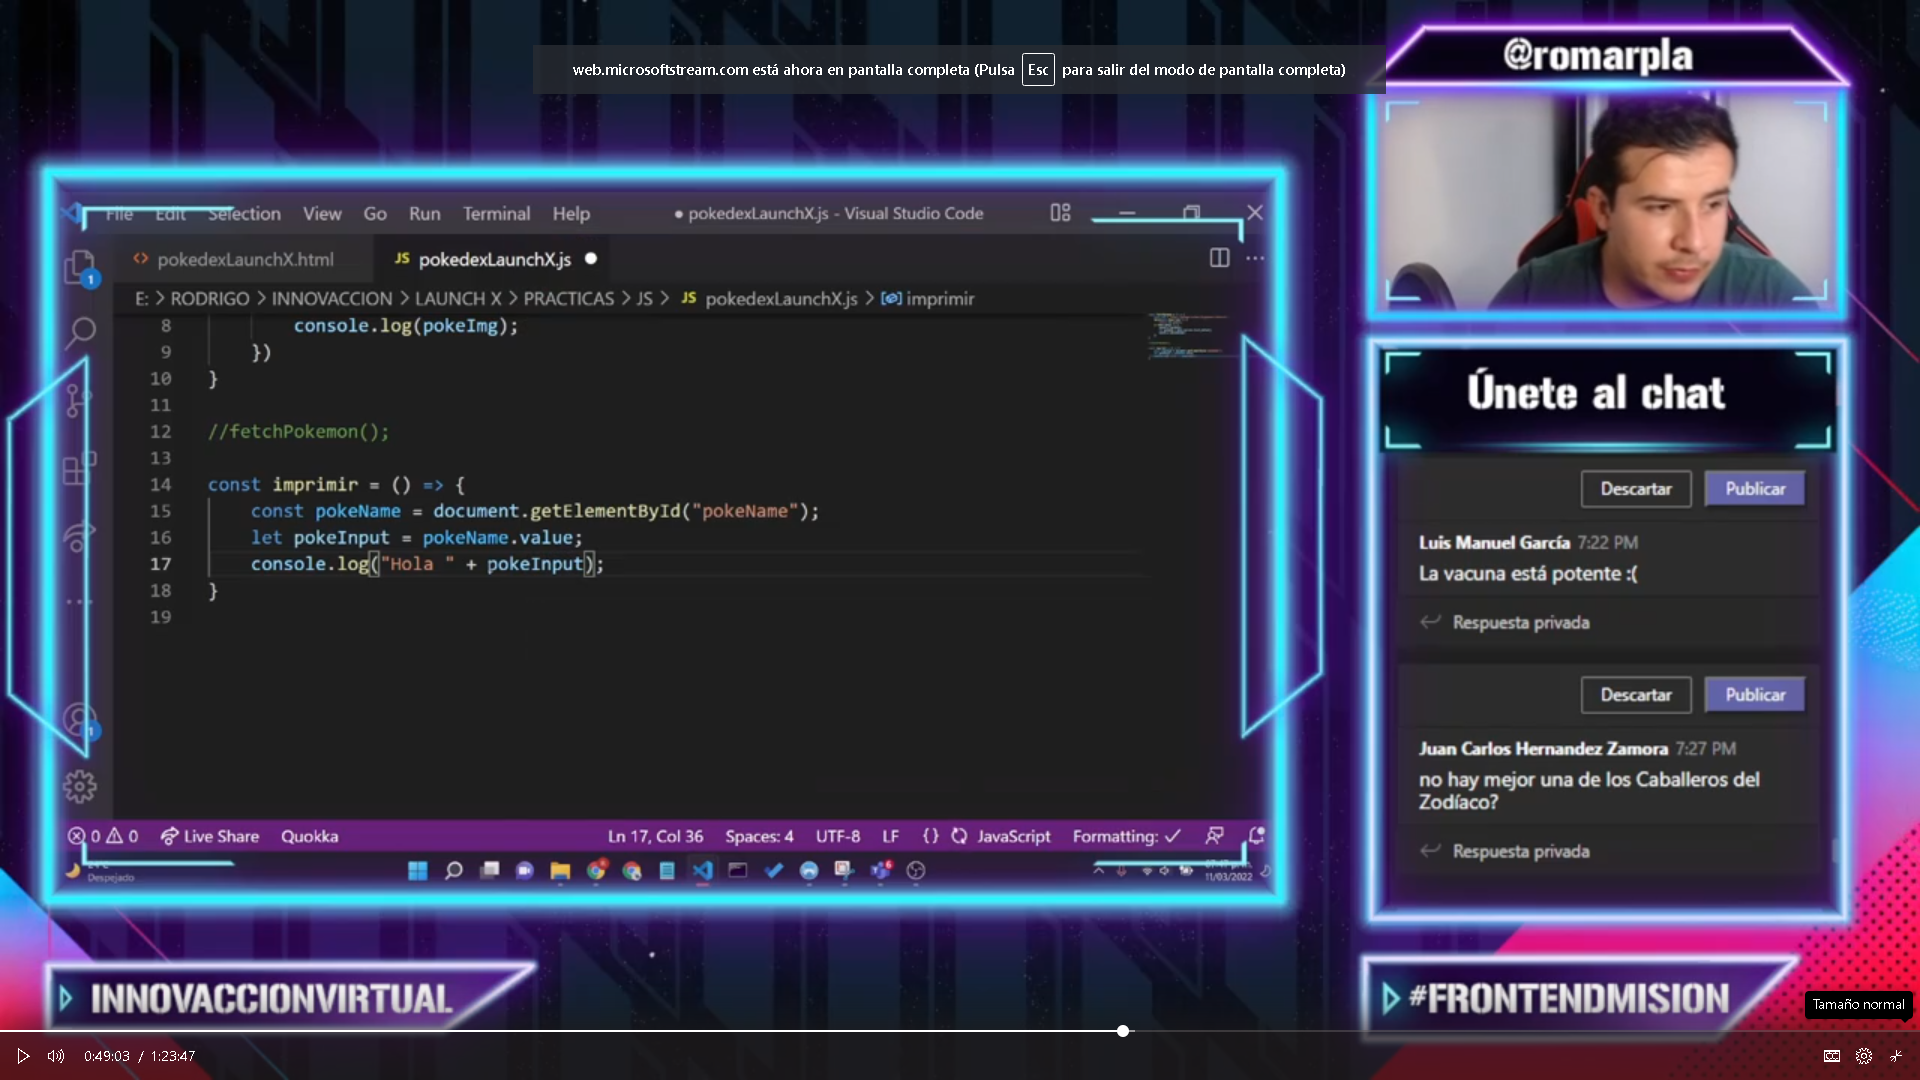 web.microsoftstream.com está ahora en pantalla completa (Pulsa Esc para salir del modo de pantalla completa)
@romarpla
File Edit Selection View Go Run Terminal Help
● pokedexLaunchX.js - Visual Studio Code
<> pokedexLaunchX.html
JS pokedexLaunchX.js ●
E: > RODRIGO > INNOVACCION > LAUNCH X > PRACTICAS > JS > JS pokedexLaunchX.js > imprimir
8 console.log(pokeImg);
9 })
10 }
11
12 //fetchPokemon();
13
14 const imprimir = () => {
15 const pokeName = document.getElementById("pokeName");
16 let pokeInput = pokeName.value;
17 console.log("Hola " + pokeInput);
18 }
19
1
1
0 0 Live Share Quokka
Ln 17, Col 36 Spaces: 4 UTF-8 LF {} JavaScript Formatting: ✓
Despejado
11/03/2022
Únete al chat
Descartar Publicar
Luis Manuel García 7:22 PM
La vacuna está potente :(
Respuesta privada
Descartar Publicar
Juan Carlos Hernandez Zamora 7:27 PM
no hay mejor una de los Caballeros del
Zodíaco?
Respuesta privada
INNOVACCIONVIRTUAL
#FRONTENDMISION
Tamaño normal
0:49:03 / 1:23:47
CC